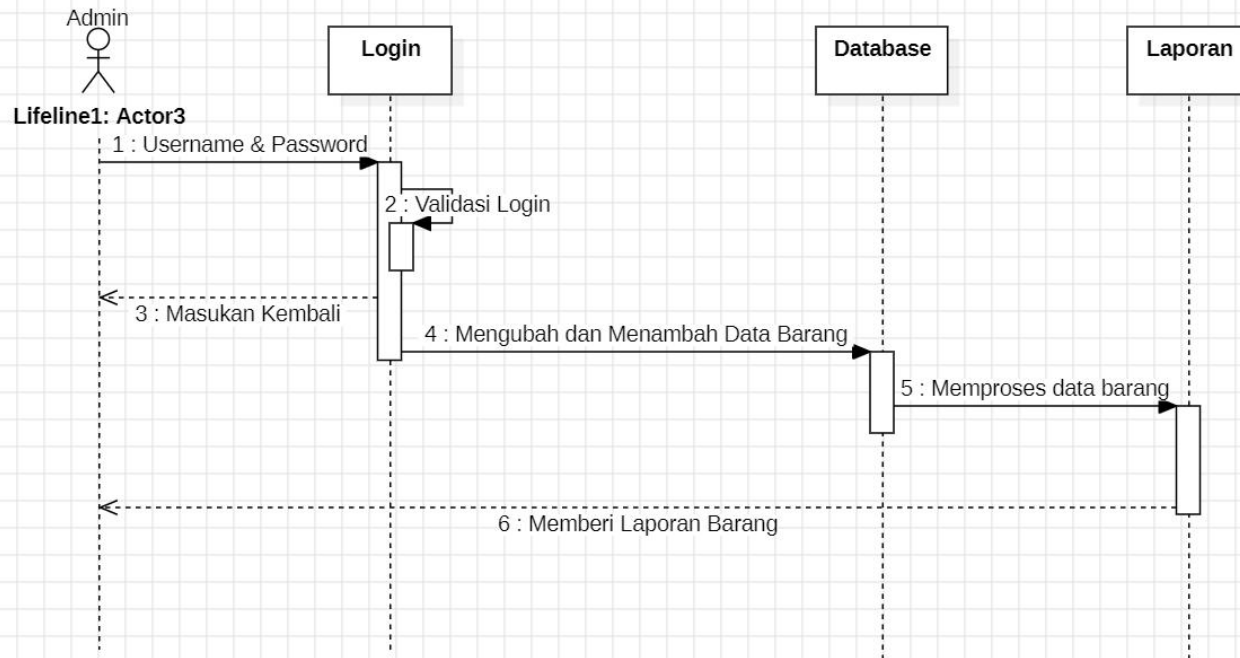 Admin
Login
Database
Laporan
Lifeline1: Actor3
1 : Username & Password
2 : Validasi Login
3 : Masukan Kembali
4 : Mengubah dan Menambah Data Barang
5 : Memproses data barang
6 : Memberi Laporan Barang